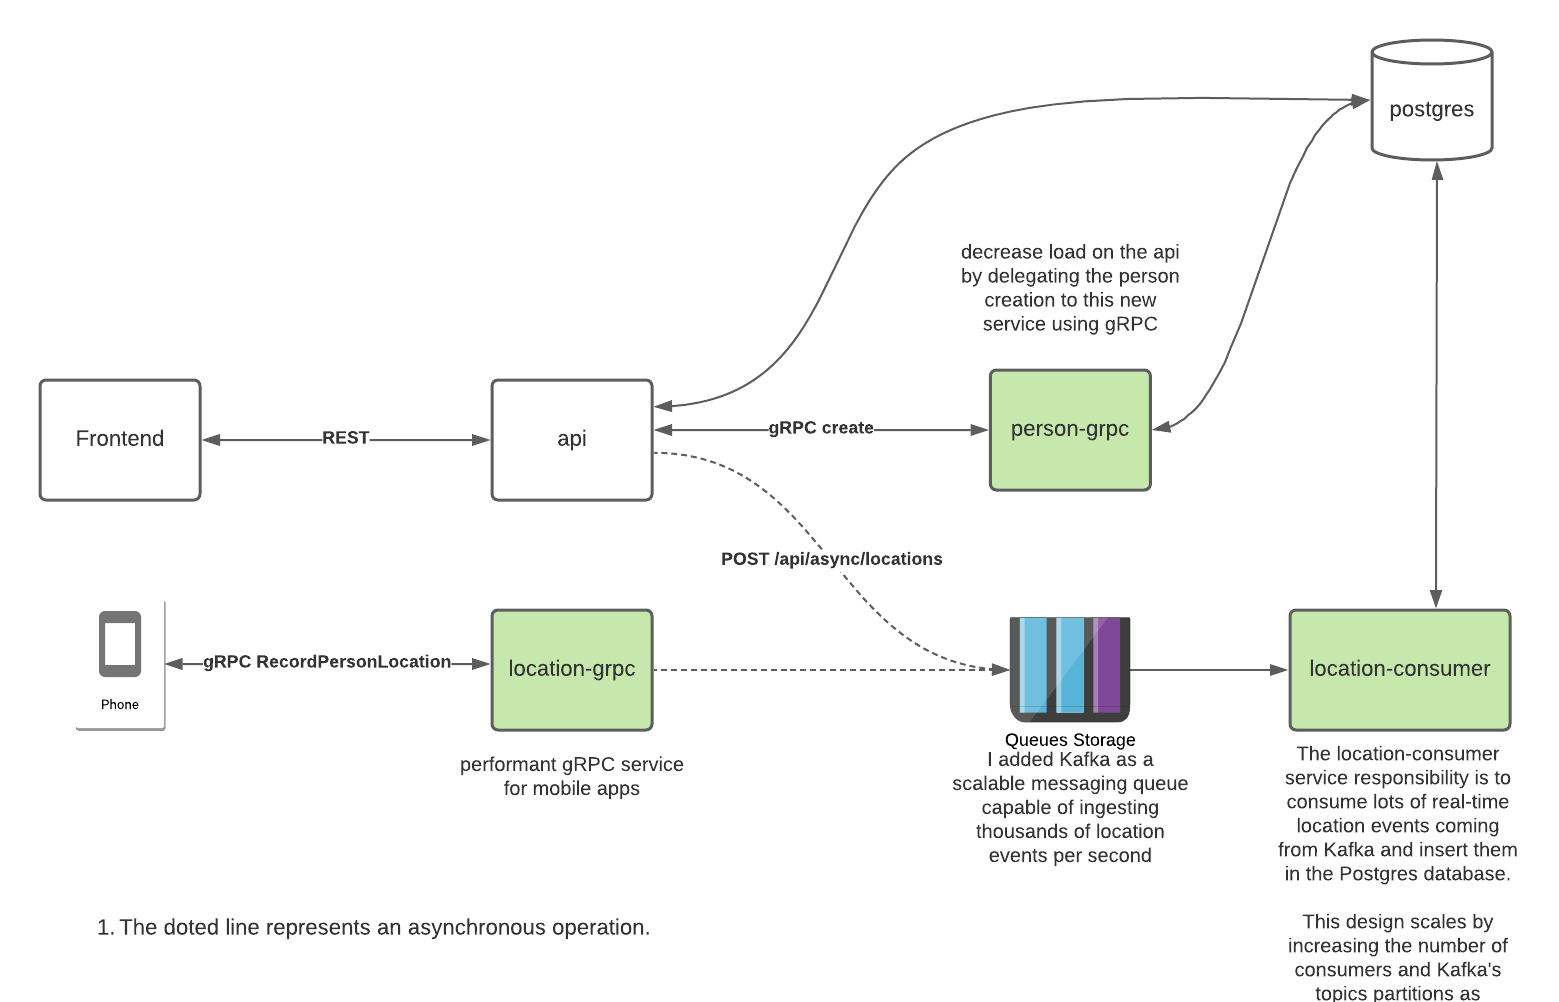 postgres
decrease load on the api
by delegating the person
creation to this new
service using gRPC
Frontend
REST
api
gRPC create
person-grpc
POST /api/async/locations
Phone
gRPC RecordPersonLocation
location-grpc
performant gRPC service
for mobile apps
Queues Storage
I added Kafka as a
scalable messaging queue
capable of ingesting
thousands of location
events per second
location-consumer
The location-consumer
service responsibility is to
consume lots of real-time
location events coming
from Kafka and insert them
in the Postgres database.
This design scales by
increasing the number of
consumers and Kafka's
topics partitions as
1. The doted line represents an asynchronous operation.